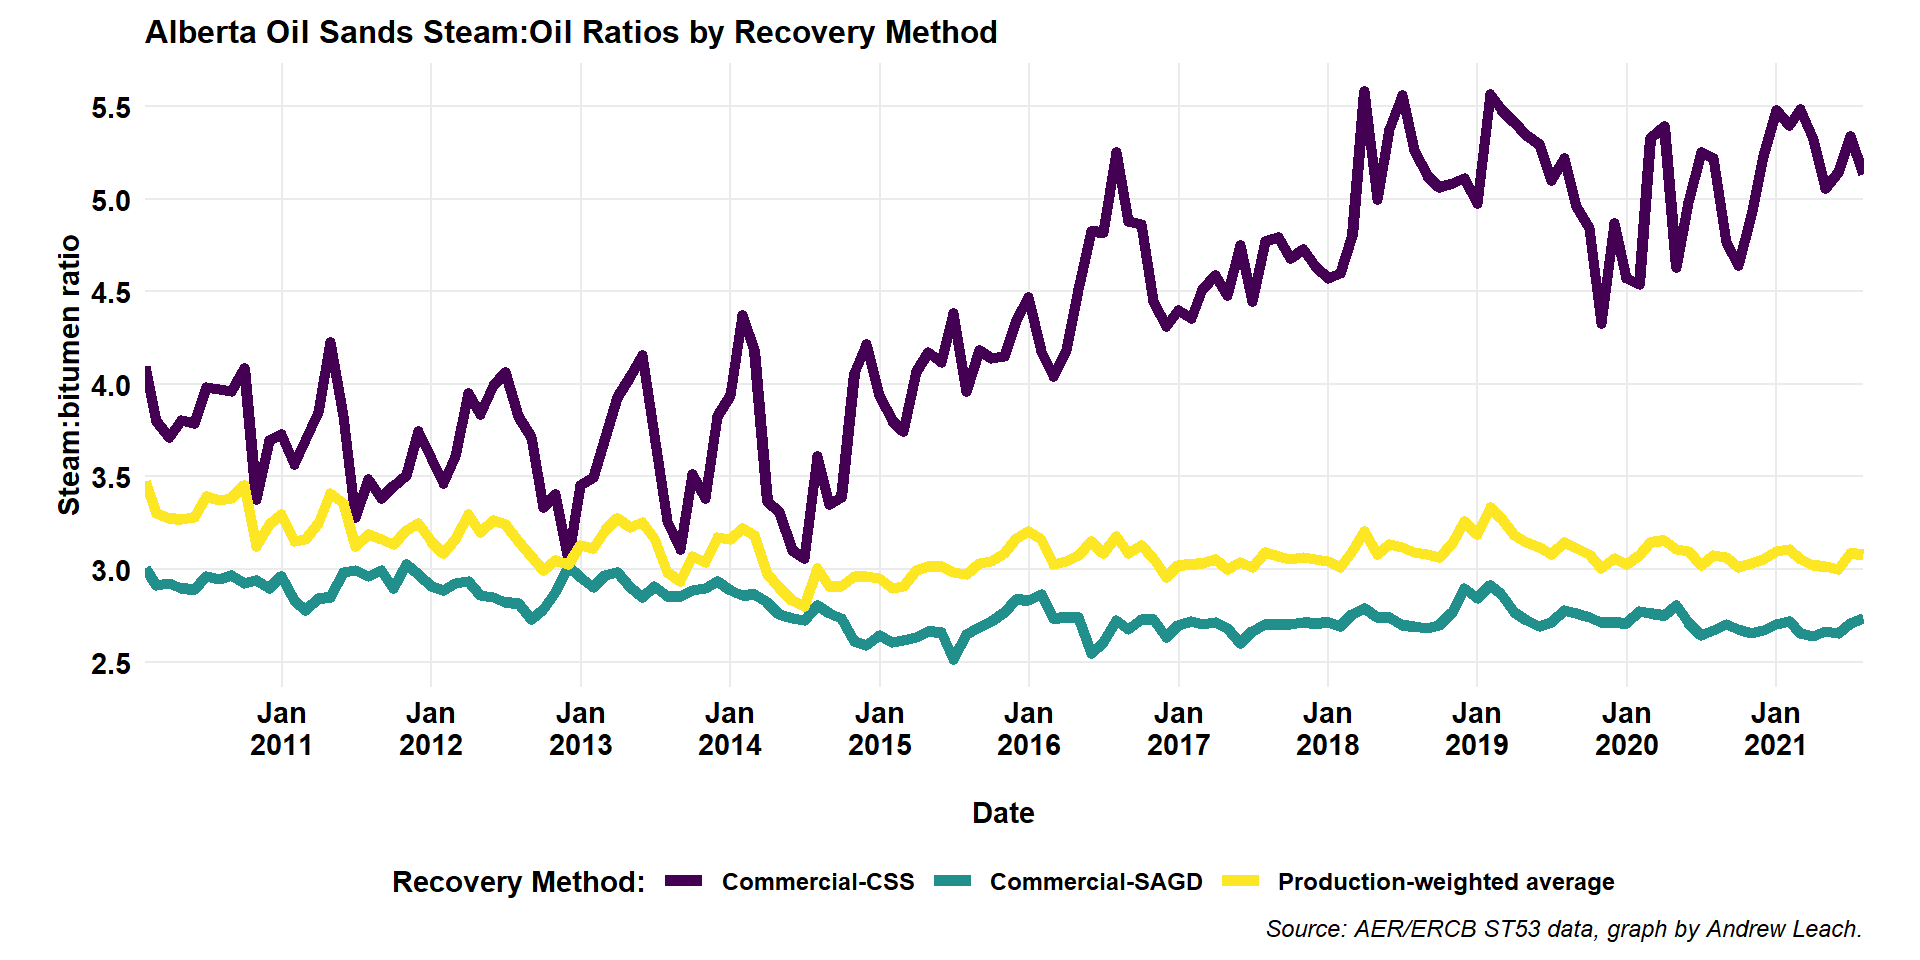 Alberta Oil Sands Steam:Oil Ratios by Recovery Method
Steam:bitumen ratio
5.5
5.0
4.5
4.0
3.5
3.0
2.5
Jan 2011
Jan 2012
Jan 2013
Jan 2014
Jan 2015
Jan 2016
Jan 2017
Jan 2018
Jan 2019
Jan 2020
Jan 2021
Date
Recovery Method: Commercial-CSS Commercial-SAGD Production-weighted average
Source: AER/ERCB ST53 data, graph by Andrew Leach.